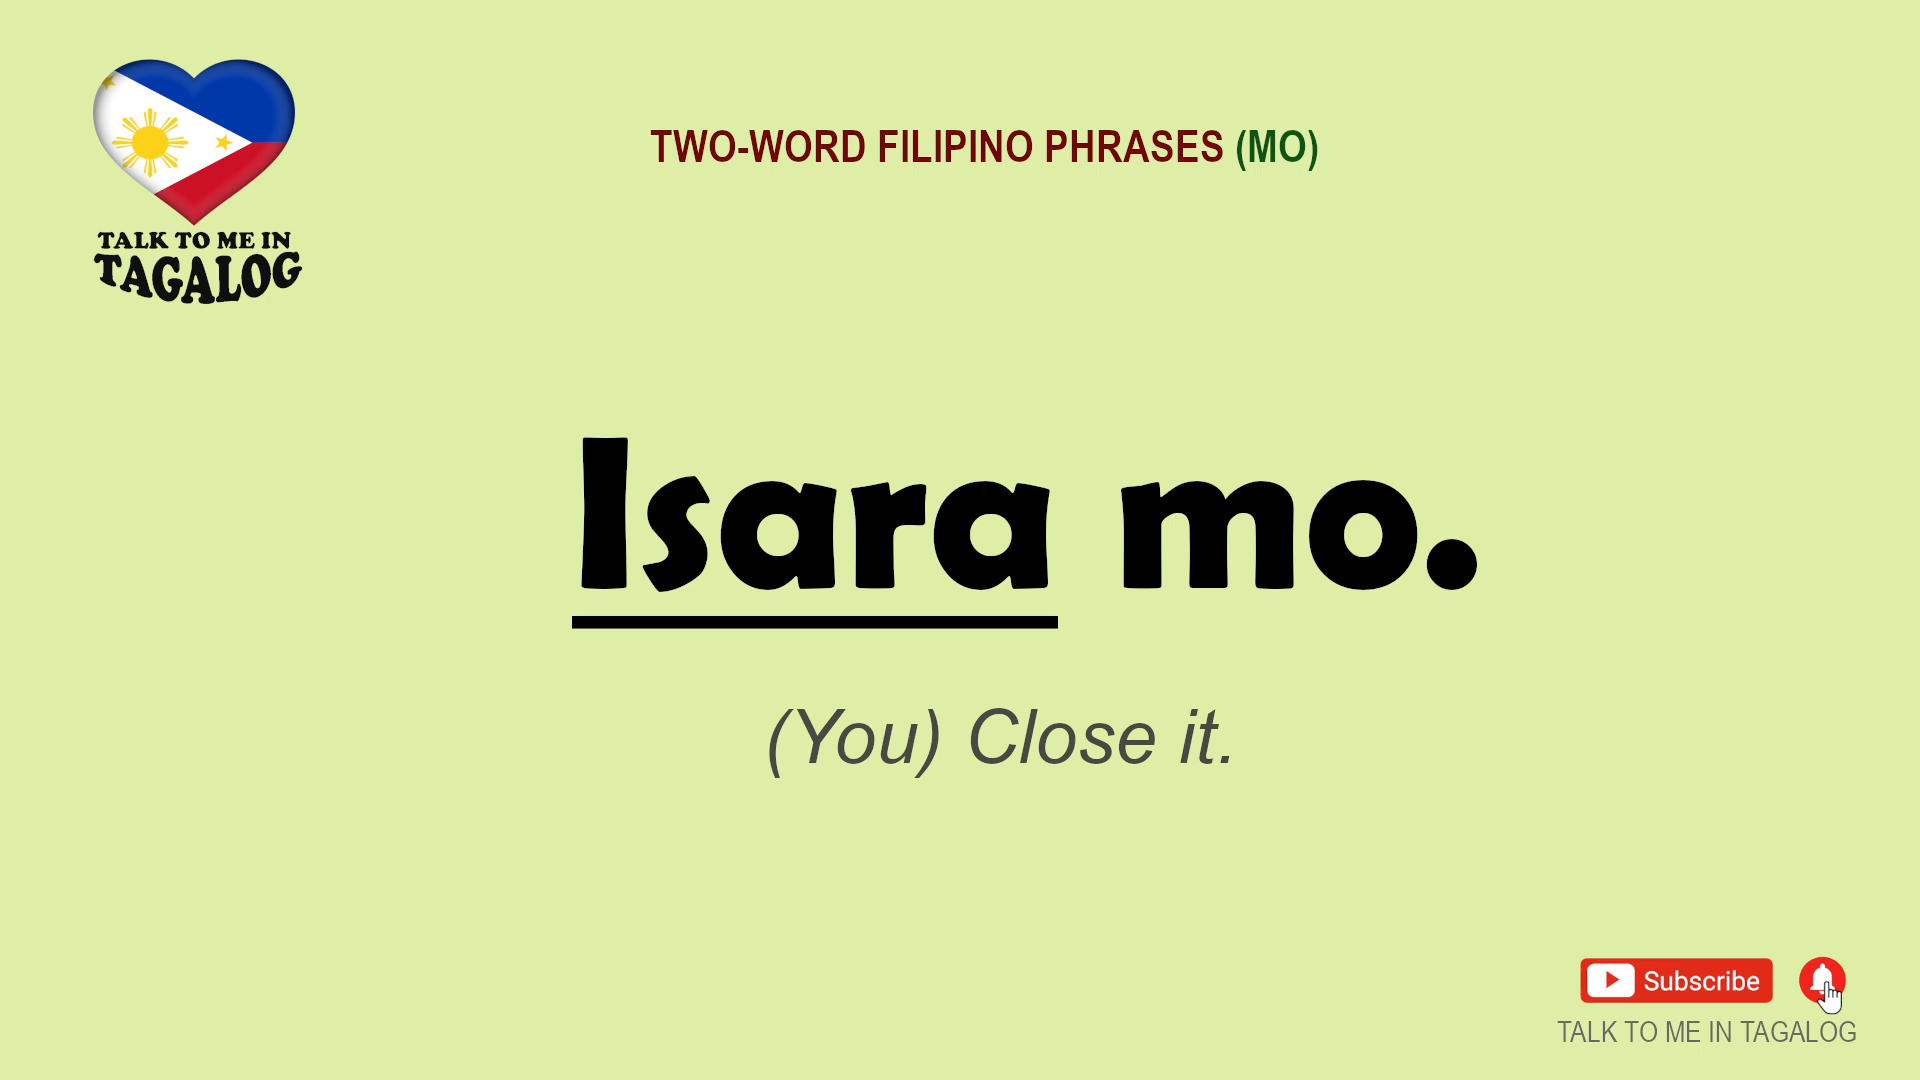 TALK TO ME IN
TAGALOG
TWO-WORD FILIPINO PHRASES (MO)
Isara mo.
(You) Close it.
Subscribe
TALK TO ME IN TAGALOG